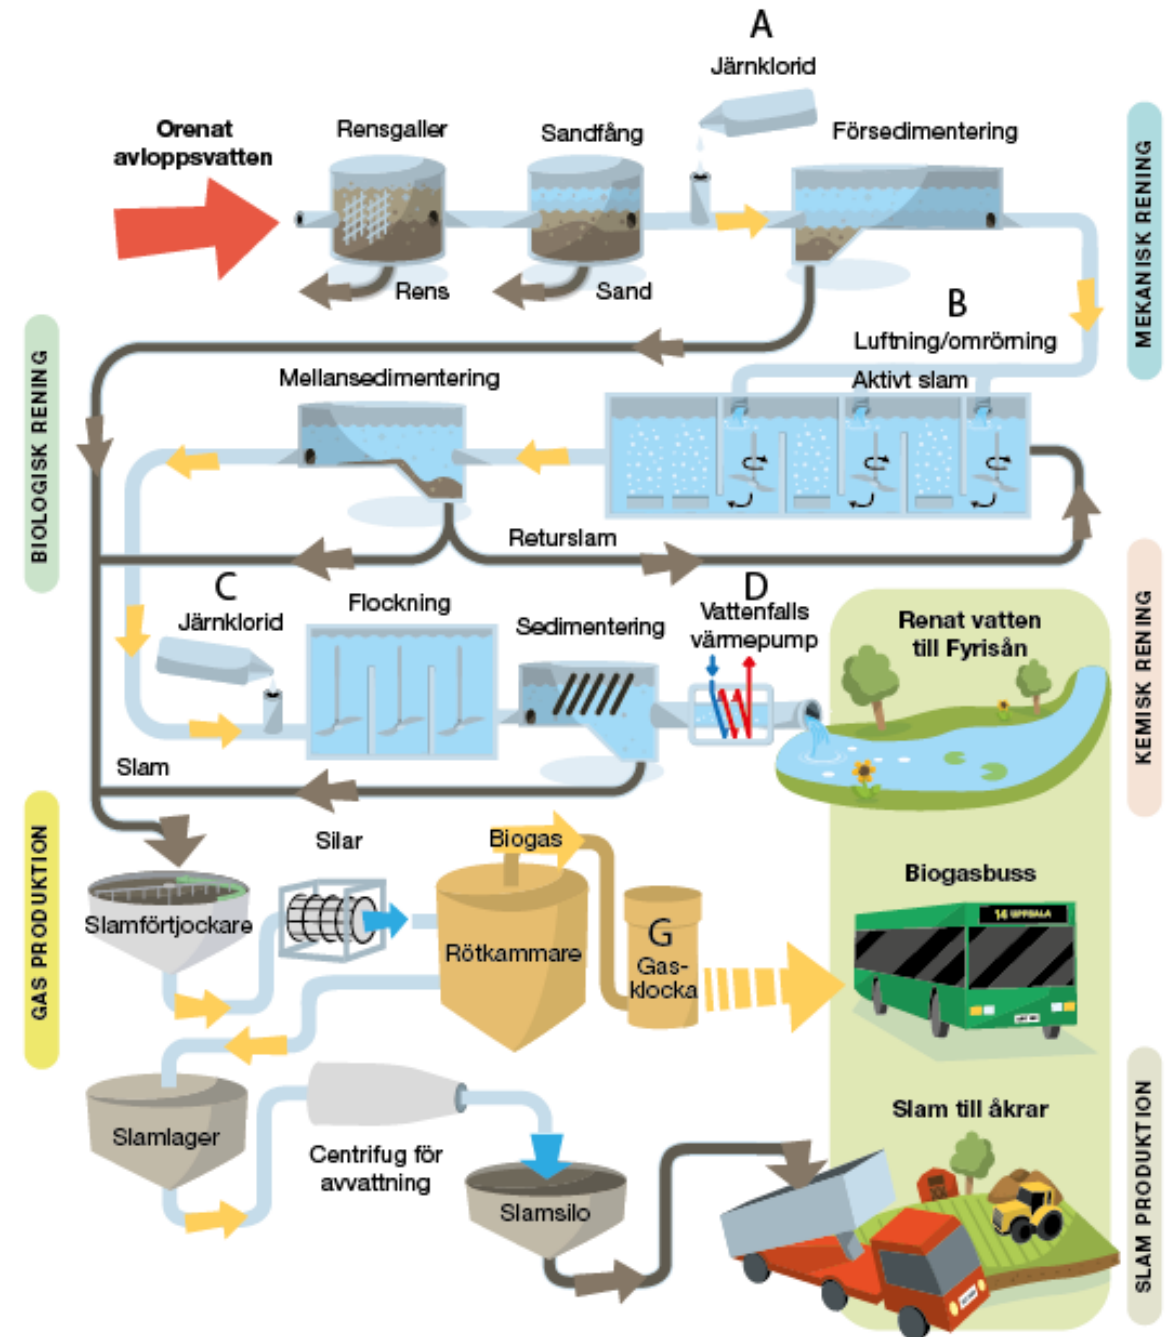 A
Järnklorid
Orenat
avloppsvatten
Rensgaller
Sandfång
Försedimentering
MEKANISK RENING
Rens
Sand
B
Luftning/omrörning
Aktivt slam
Mellansedimentering
BIOLOGISK RENING
Returslam
C
Järnklorid
Flockning
Sedimentering
D
Vattenfalls
värmepump
Renat vatten
till Fyrisån
KEMISK RENING
Slam
Silar
Biogas
Slamförtjockare
Rötkammare
G
Gas-
klocka
Biogasbuss
14 UPPSALA
GAS PRODUKTION
Slamlager
Centrifug för
avvattning
Slamsilo
Slam till åkrar
SLAM PRODUKTION